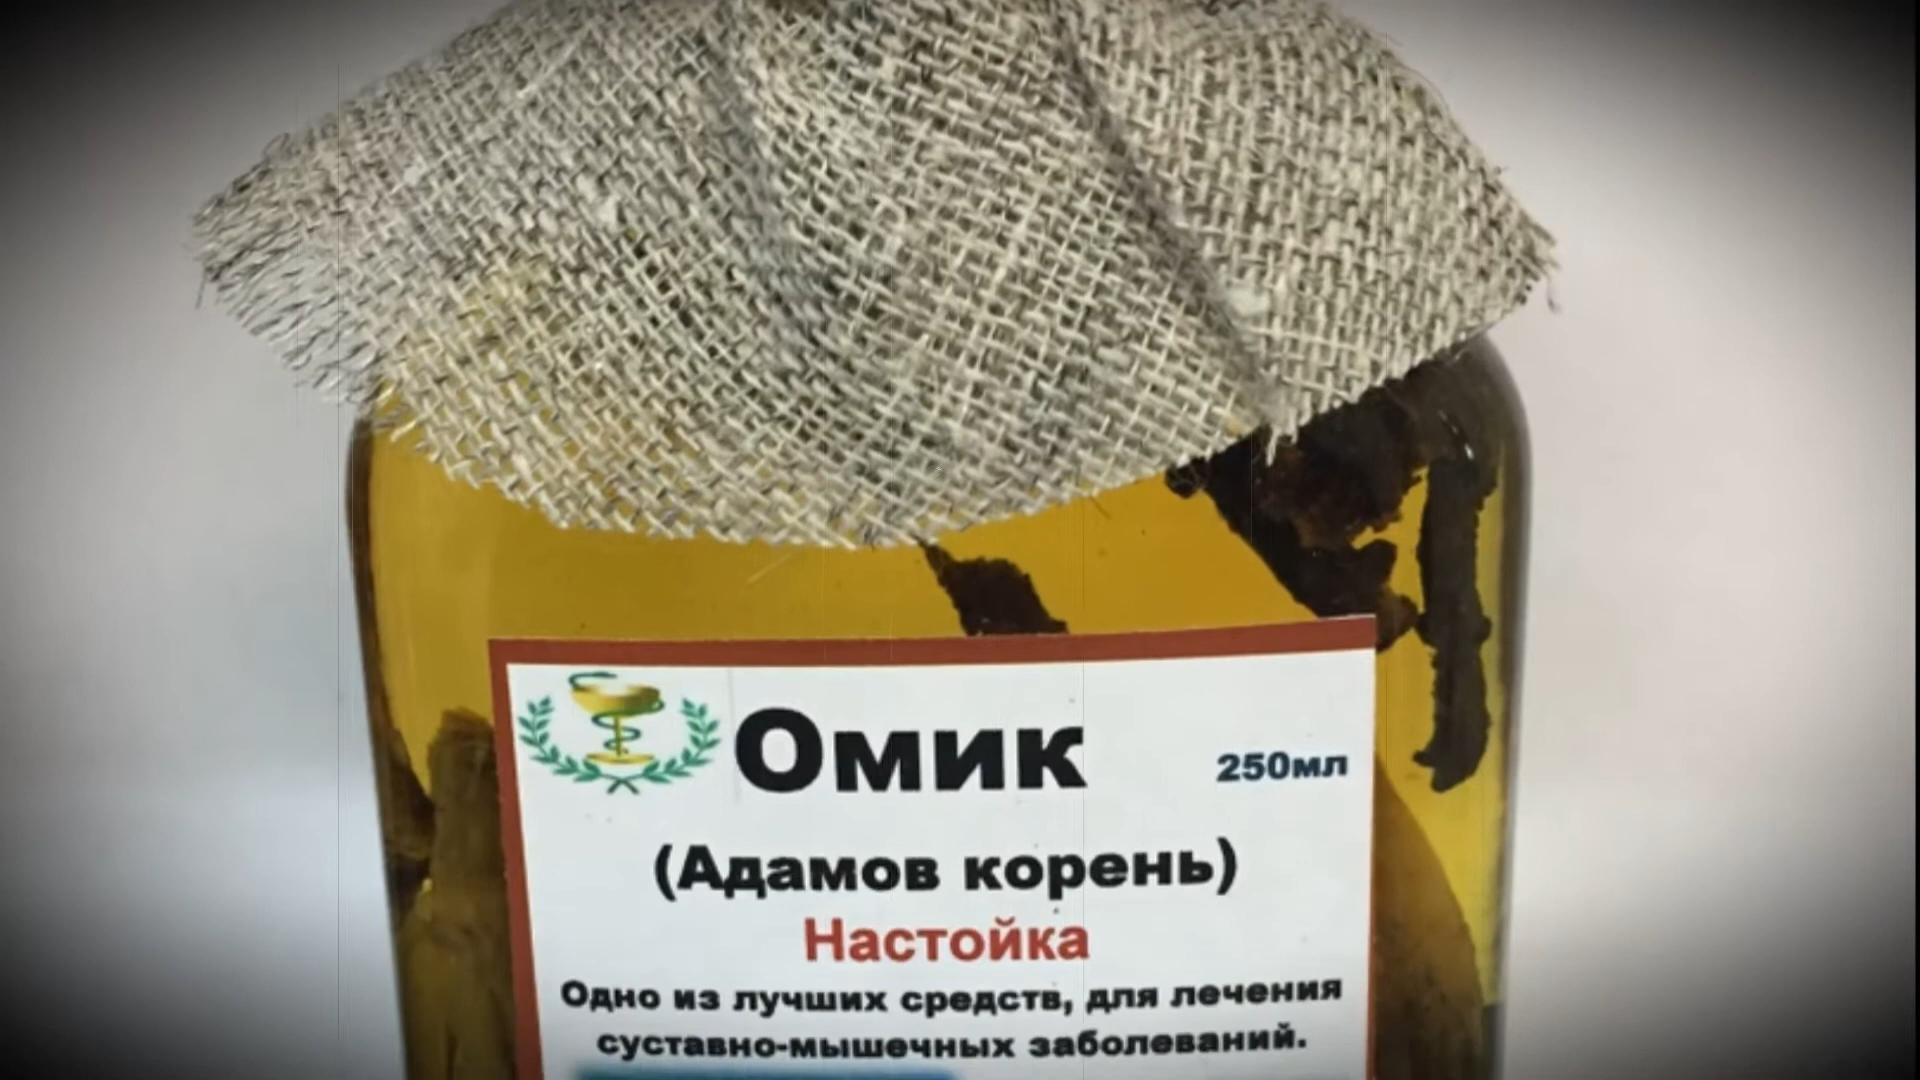 Омик
250мл
(Адамов корень)
Настойка
Одно из лучших средств, для лечения
суставно-мышечных заболеваний.